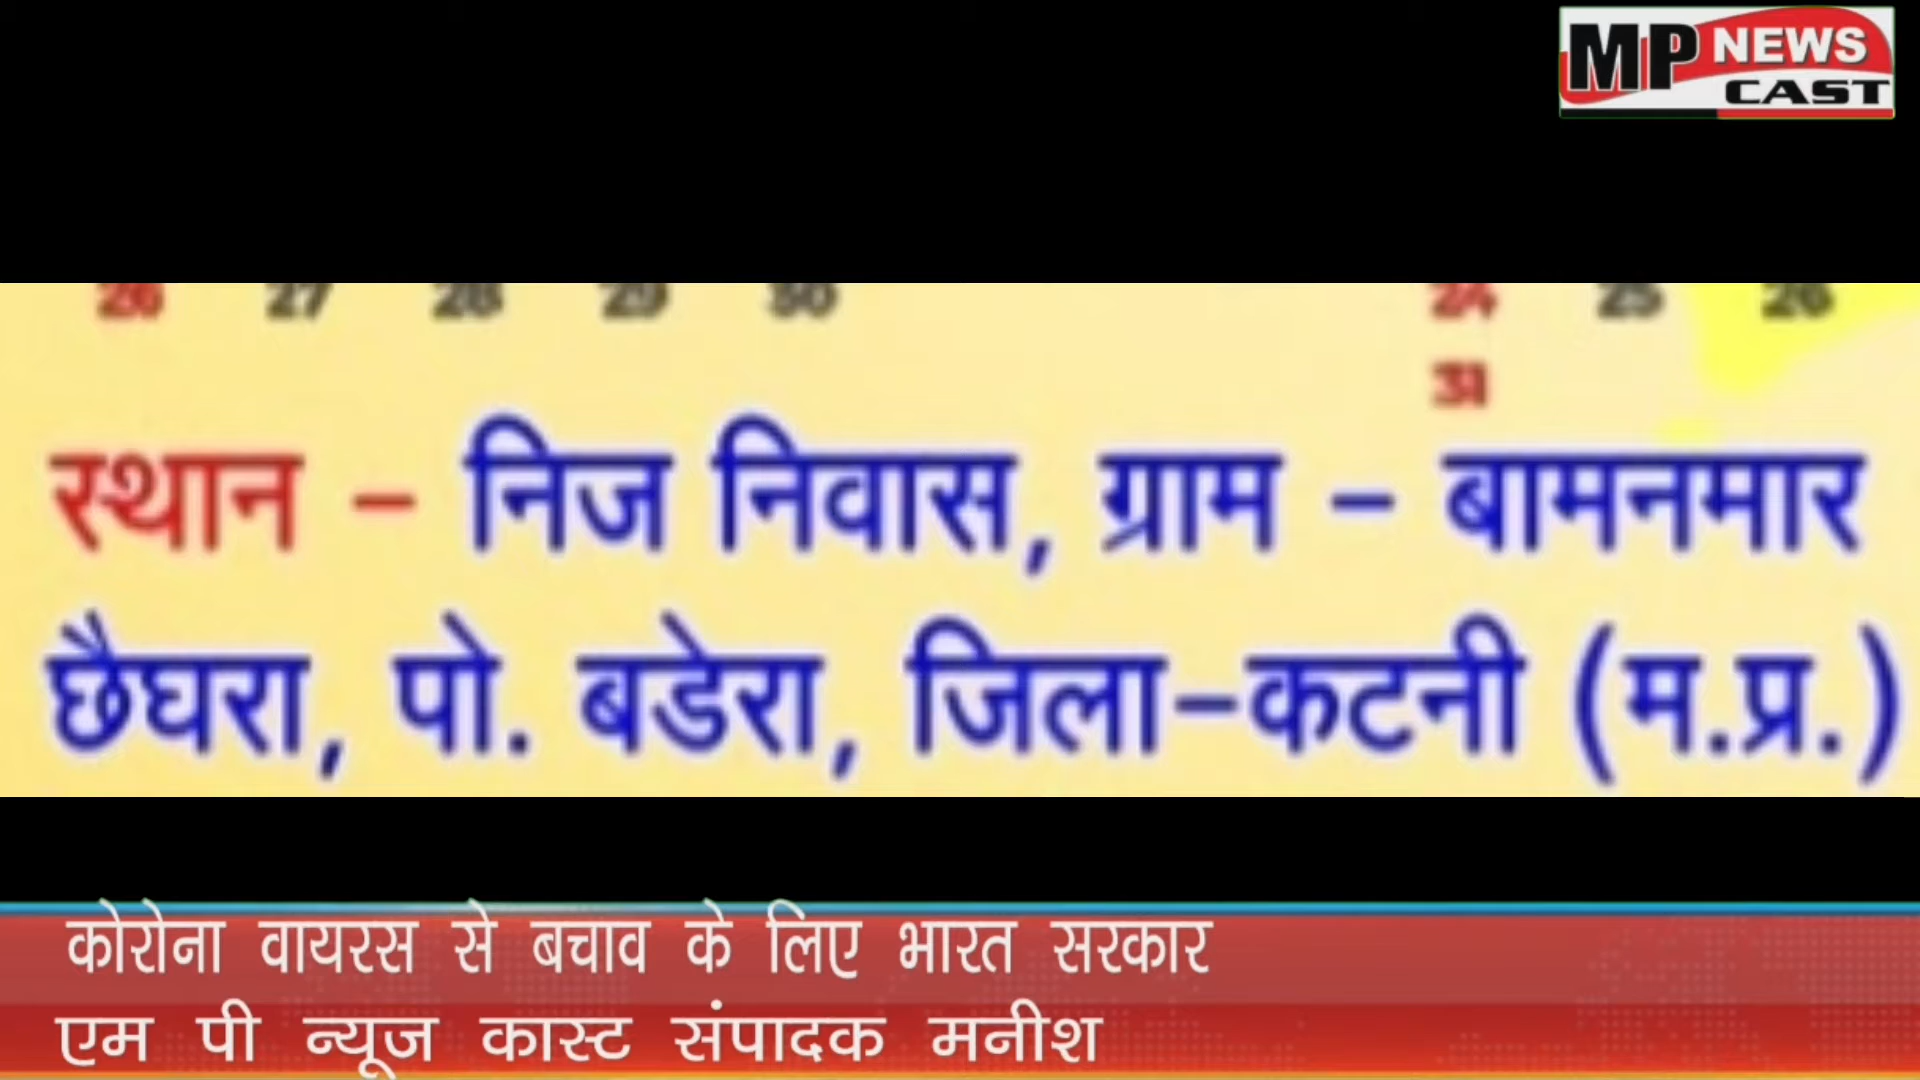 MP NEWS
CAST
26 27 28 29 30 24 25 26
31
स्थान – निज निवास, ग्राम – बामनमार
छैघरा, पो. बडेरा, जिला–कटनी (म.प्र.)
कोरोना वायरस से बचाव के लिए भारत सरकार
एम पी न्यूज कास्ट संपादक मनीश